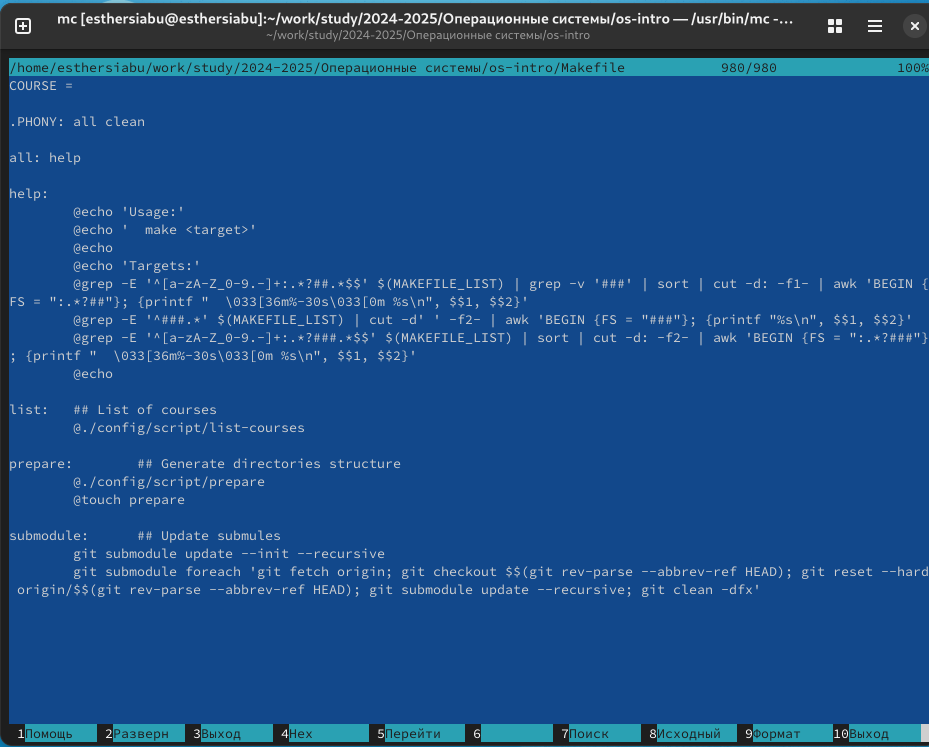 mc [esthersiabu@esthersiabu]:~/work/study/2024-2025/Операционные системы/os-intro — /usr/bin/mc -...
~/work/study/2024-2025/Операционные системы/os-intro
/home/esthersiabu/work/study/2024-2025/Операционные системы/os-intro/Makefile 980/980 100%
COURSE =
.PHONY: all clean
all: help
help:
@echo 'Usage:'
@echo '  make <target>'
@echo
@echo 'Targets:'
@grep -E '^[a-zA-Z_0-9.-]+:.*?##.*$$' $(MAKEFILE_LIST) | grep -v '###' | sort | cut -d: -f1- | awk 'BEGIN {
FS = ":.*?##"}; {printf "  \033[36m%-30s\033[0m %s\n", $$1, $$2}'
@grep -E '^###.*' $(MAKEFILE_LIST) | cut -d' ' -f2- | awk 'BEGIN {FS = "###"}; {printf "%s\n", $$1, $$2}'
@grep -E '^[a-zA-Z_0-9.-]+:.*?###.*$$' $(MAKEFILE_LIST) | sort | cut -d: -f2- | awk 'BEGIN {FS = ":.*?###"}
; {printf "  \033[36m%-30s\033[0m %s\n", $$1, $$2}'
@echo
list:   ## List of courses
@./config/script/list-courses
prepare:        ## Generate directories structure
@./config/script/prepare
@touch prepare
submodule:      ## Update submules
git submodule update --init --recursive
git submodule foreach 'git fetch origin; git checkout $$(git rev-parse --abbrev-ref HEAD); git reset --hard
origin/$$(git rev-parse --abbrev-ref HEAD); git submodule update --recursive; git clean -dfx'
1Помощь 2Разверн 3Выход 4Hex 5Перейти 6 7Поиск 8Исходный 9Формат 10Выход